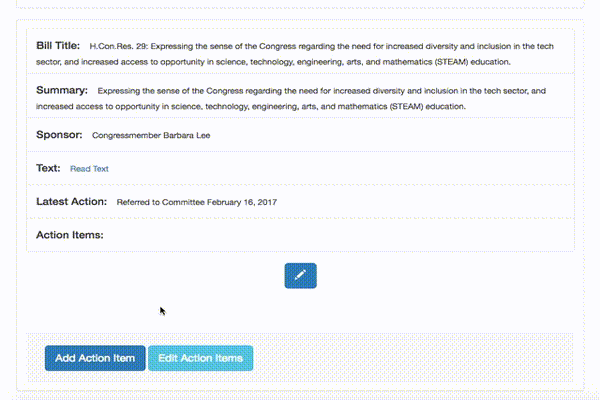 Bill Title: H.Con.Res. 29: Expressing the sense of the Congress regarding the need for increased diversity and inclusion in the tech
sector, and increased access to opportunity in science, technology, engineering, arts, and mathematics (STEAM) education.
Summary: Expressing the sense of the Congress regarding the need for increased diversity and inclusion in the tech sector, and
increased access to opportunity in science, technology, engineering, arts, and mathematics (STEAM) education.
Sponsor: Congressmember Barbara Lee
Text: Read Text
Latest Action: Referred to Committee February 16, 2017
Action Items:
Add Action Item Edit Action Items